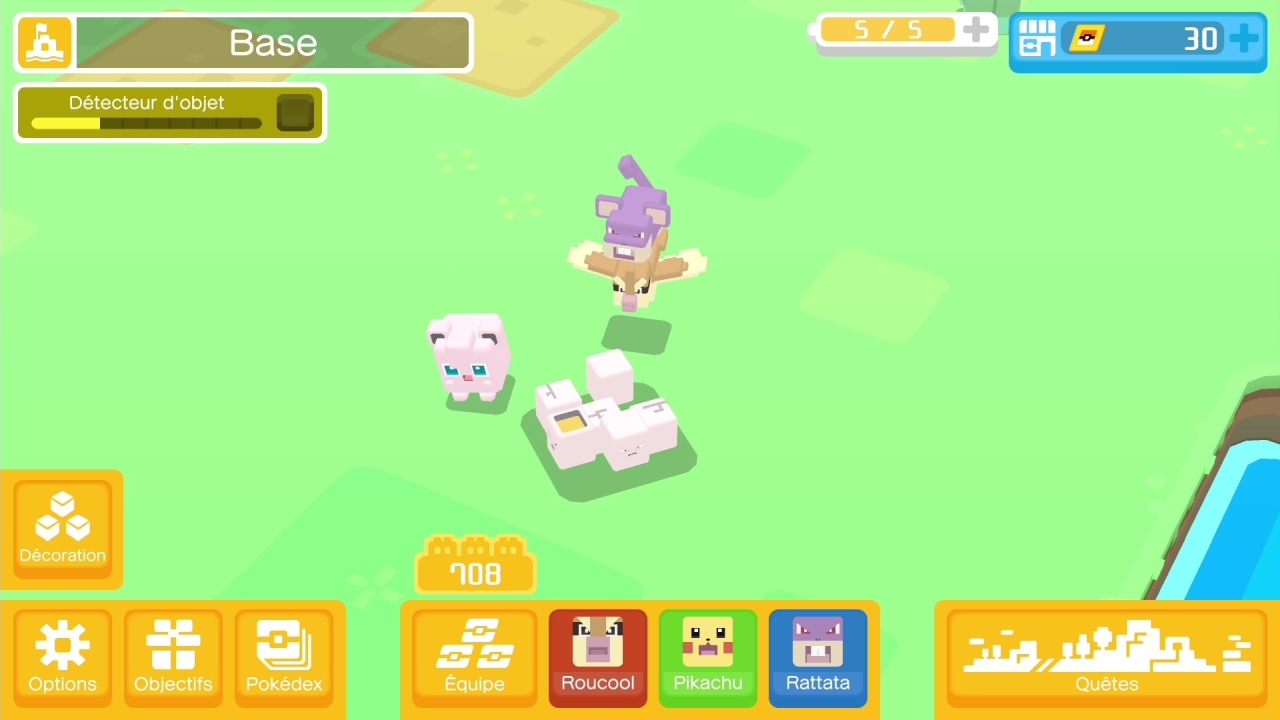 Base
5 / 5
30
Détecteur d'objet
Décoration
708
Options
Objectifs
Pokédex
Équipe
Roucool
Pikachu
Rattata
Quêtes